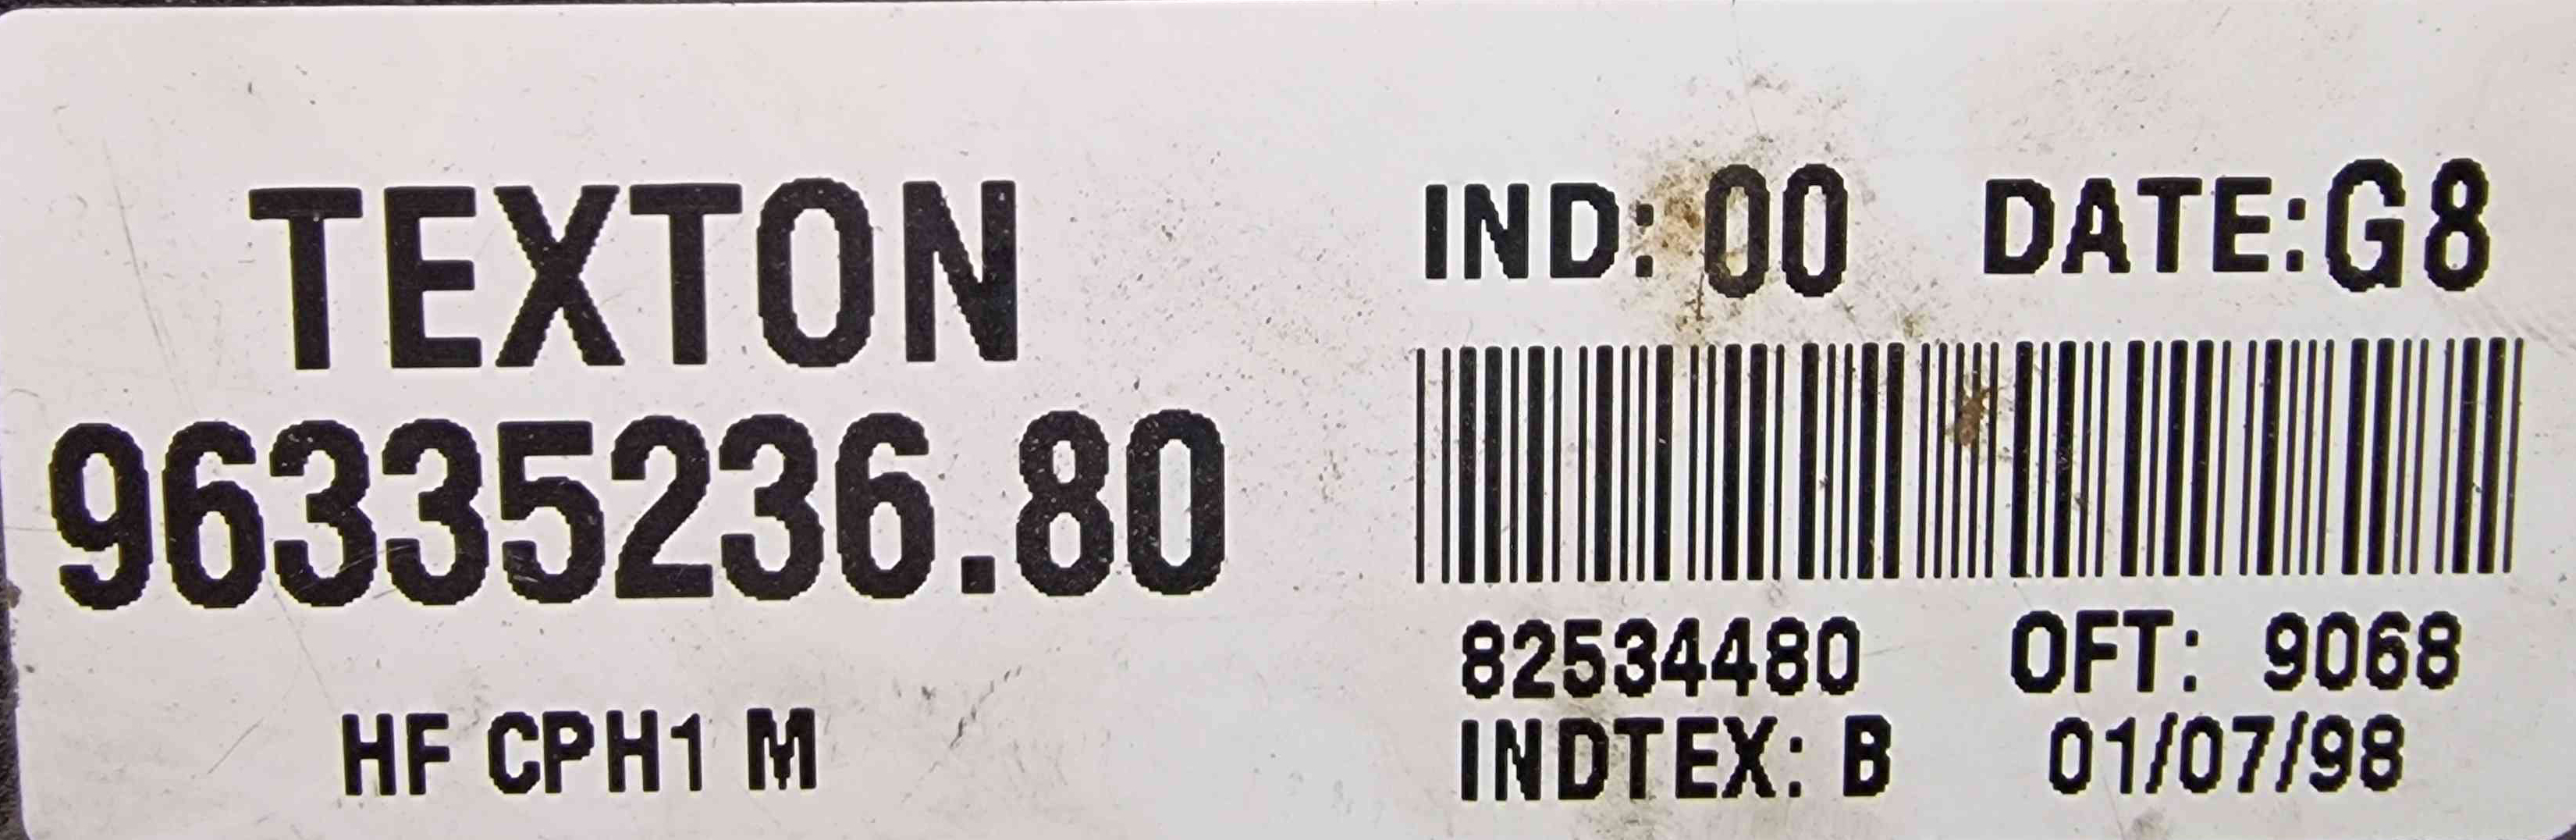 TEXTON
96335236.80
HF CPH1 M
IND: 00 DATE:G8
82534480 OFT: 9068
INDTEX: B 01/07/98